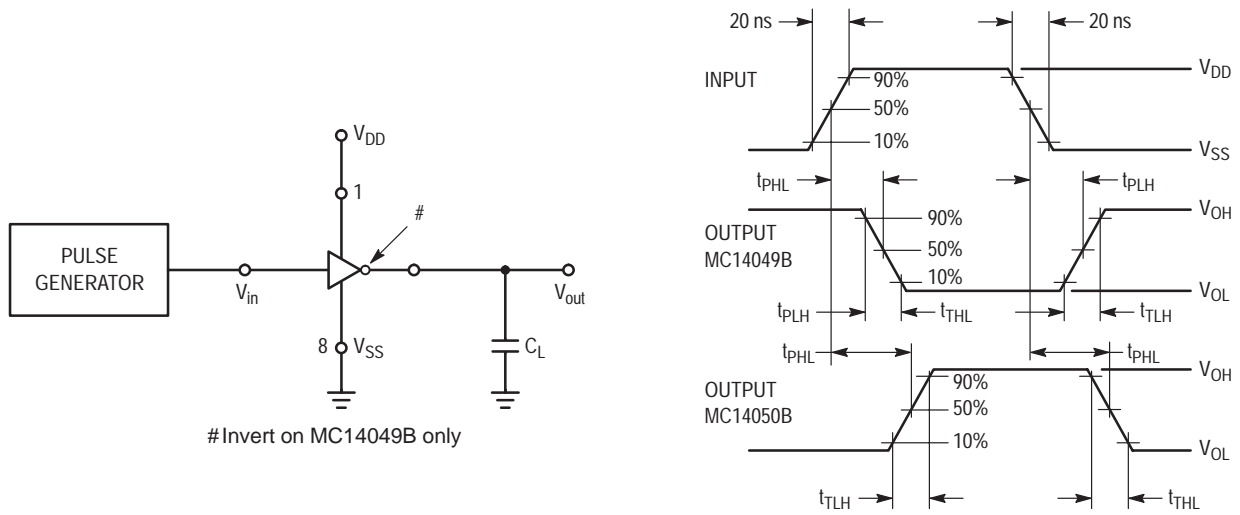 V_DD
1
#
PULSE
GENERATOR
V_in
V_out
8 V_SS
C_L
#Invert on MC14049B only
20 ns 20 ns
INPUT
V_DD
90%
50%
10%
V_SS
t_PHL t_PLH
OUTPUT
MC14049B
V_OH
90%
50%
10%
V_OL
t_PLH t_THL t_TLH
t_PHL t_PHL
OUTPUT
MC14050B
V_OH
90%
50%
10%
V_OL
t_TLH t_THL